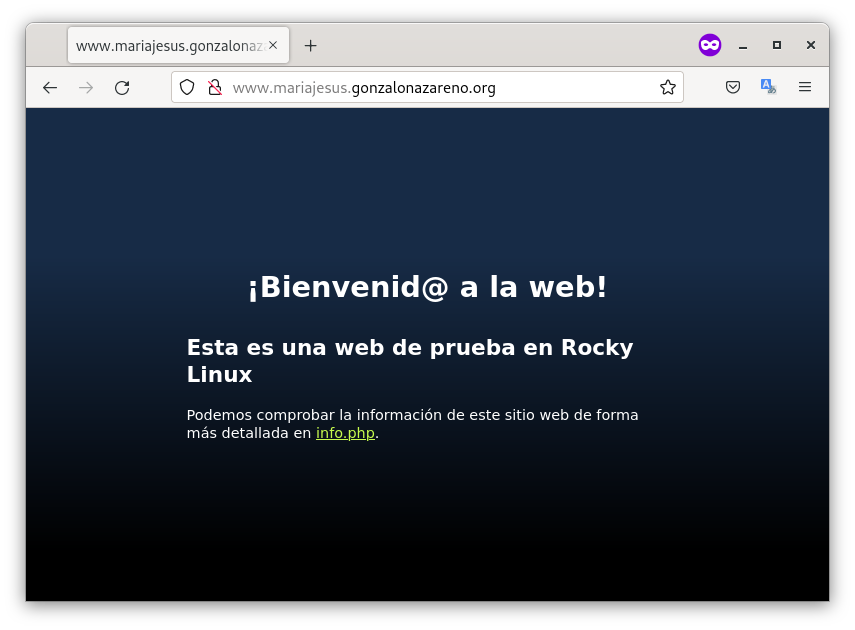 www.mariajesus.gonzalonaz
www.mariajesus.gonzalonazareno.org
¡Bienvenid@ a la web!
Esta es una web de prueba en Rocky
Linux
Podemos comprobar la información de este sitio web de forma
más detallada en info.php.